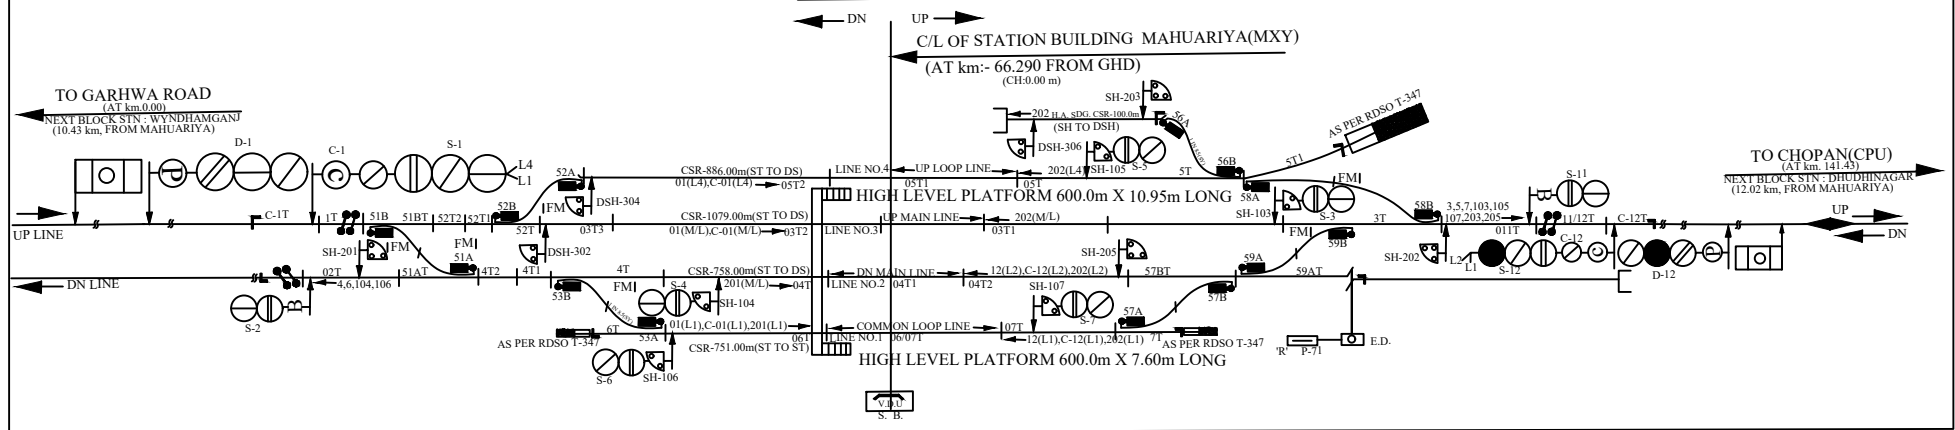 DN UP
C/L OF STATION BUILDING MAHUARIYA(MXY)
(AT km:- 66.290 FROM GHD)
(CH:0.00 m)
TO GARHWA ROAD
(AT km.0.00)
NEXT BLOCK STN : WYNDHAMGANJ
(10.43 km, FROM MAHUARIYA)
TO CHOPAN(CPU)
(AT km. 141.43)
NEXT BLOCK STN : DHUDHINAGAR
(12.02 km, FROM MAHUARIYA)
SH-203
202 H.A. SDG. CSR-100.0m
(SH TO DSH)
56A
AS PER RDSO T-347
5T1
DSH-306
SH-105
S-5
D-1
C-1
S-1
D
C
L4
L1
52A
CSR-886.00m(ST TO DS)
01(L4),C-01(L4)
05T2
LINE NO.4
UP LOOP LINE
05T1
202(L4)
05T
5T
56B
FM
58A
HIGH LEVEL PLATFORM 600.0m X 10.95m LONG
S-11
B
UP
DN
UP LINE
C-1T
1T
51B
51BT
52T2
52T1
52B
FM
52T
DSH-304
03T3
CSR-1079.00m(ST TO DS)
01(M/L),C-01(M/L)
03T2
LINE NO.3
UP MAIN LINE
03T1
202(M/L)
SH-103
S-3
FM
3T
58B
3,5,7,103,105
107,203,205
011T
11/12T
C-12T
SH-201
FM
FM
51A
DSH-302
SH-205
59B
SH-202
L2
L1
S-12
C-12
C
D-12
D
DN LINE
02T
4,6,104,106
51AT
4T2
4T1
4T
CSR-758.00m(ST TO DS)
201(M/L)
04T
DN MAIN LINE
LINE NO.2
04T1
04T2
12(L2),C-12(L2),202(L2)
57BT
59A
59AT
S-2
B
53B
FM
S-4
SH-104
SH-107
S-7
57A
57B
AS PER RDSO T-347
6T
53A
01(L1),C-01(L1),201(L1)
06T
COMMON LOOP LINE
LINE NO.1
06/07T
07T
12(L1),C-12(L1),202(L1)
7T
AS PER RDSO T-347
CSR-751.00m(ST TO ST)
HIGH LEVEL PLATFORM 600.0m X 7.60m LONG
S-6
SH-106
'R'
P-71
E.D.
V.D.U
S. B.